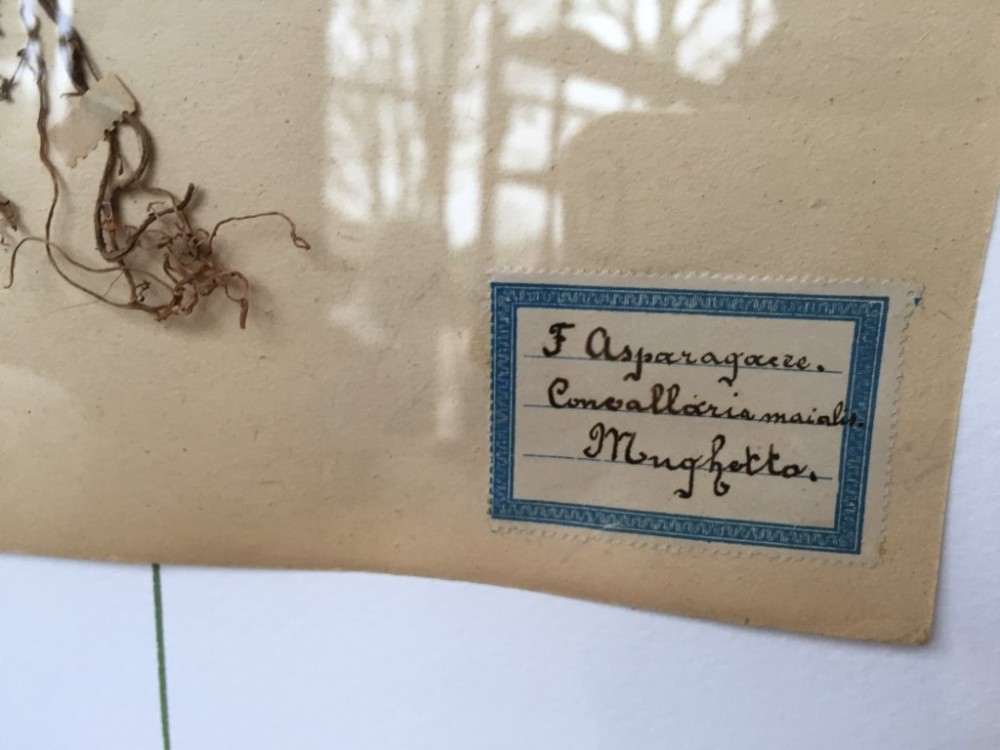 F Asparagacee.
Convallaria maialis.
Mughetto.